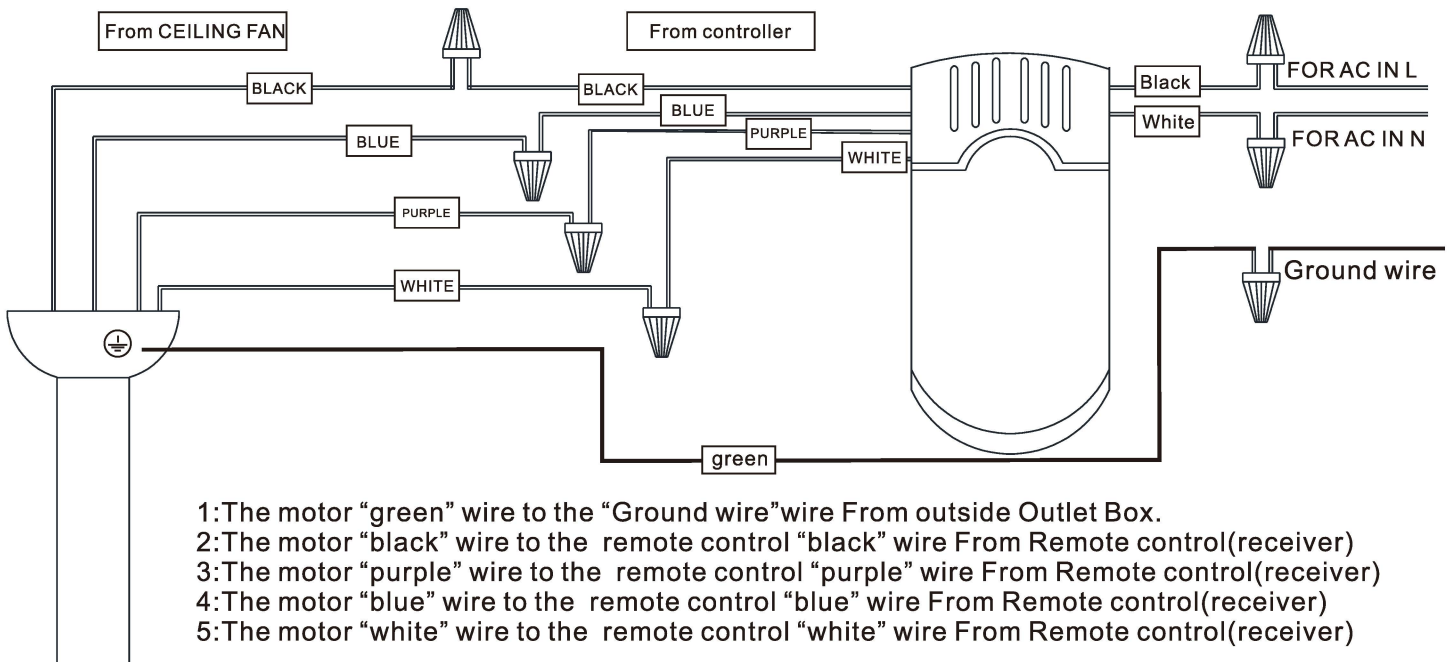 From CEILING FAN
From controller
BLACK
BLACK
Black
FOR AC IN L
BLUE
BLUE
PURPLE
White
FOR AC IN N
WHITE
PURPLE
WHITE
Ground wire
green
1:The motor “green” wire to the “Ground wire”wire From outside Outlet Box.
2:The motor “black” wire to the remote control “black” wire From Remote control(receiver)
3:The motor “purple” wire to the remote control “purple” wire From Remote control(receiver)
4:The motor “blue” wire to the remote control “blue” wire From Remote control(receiver)
5:The motor “white” wire to the remote control “white” wire From Remote control(receiver)